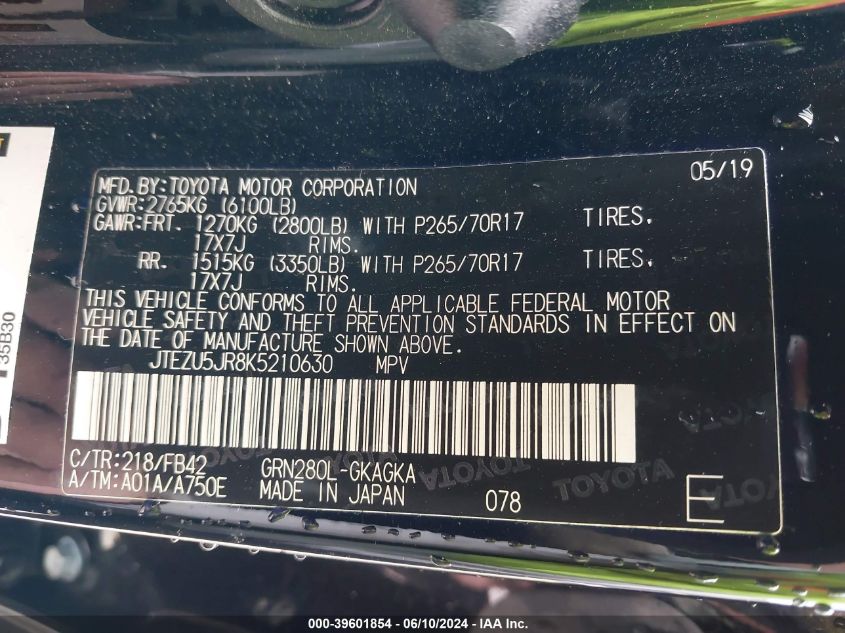 MFD. BY: TOYOTA MOTOR CORPORATION 05/19
GVWR: 2765KG (6100LB)
GAWR: FRT. 1270KG (2800LB) WITH P265/70R17 TIRES.
17X7J RIMS.
RR. 1515KG (3350LB) WITH P265/70R17 TIRES.
17X7J RIMS.
THIS VEHICLE CONFORMS TO ALL APPLICABLE FEDERAL MOTOR
VEHICLE SAFETY AND THEFT PREVENTION STANDARDS IN EFFECT ON
THE DATE OF MANUFACTURE SHOWN ABOVE.
JTEZU5JR8K5210630 MPV
C/TR: 218/FB42 GRN280L-GKAGKA
A/TM: A01A/A750E MADE IN JAPAN 078 E
TOYOTA TOYOTA
35B30
000-39601854 - 06/10/2024 - IAA Inc.